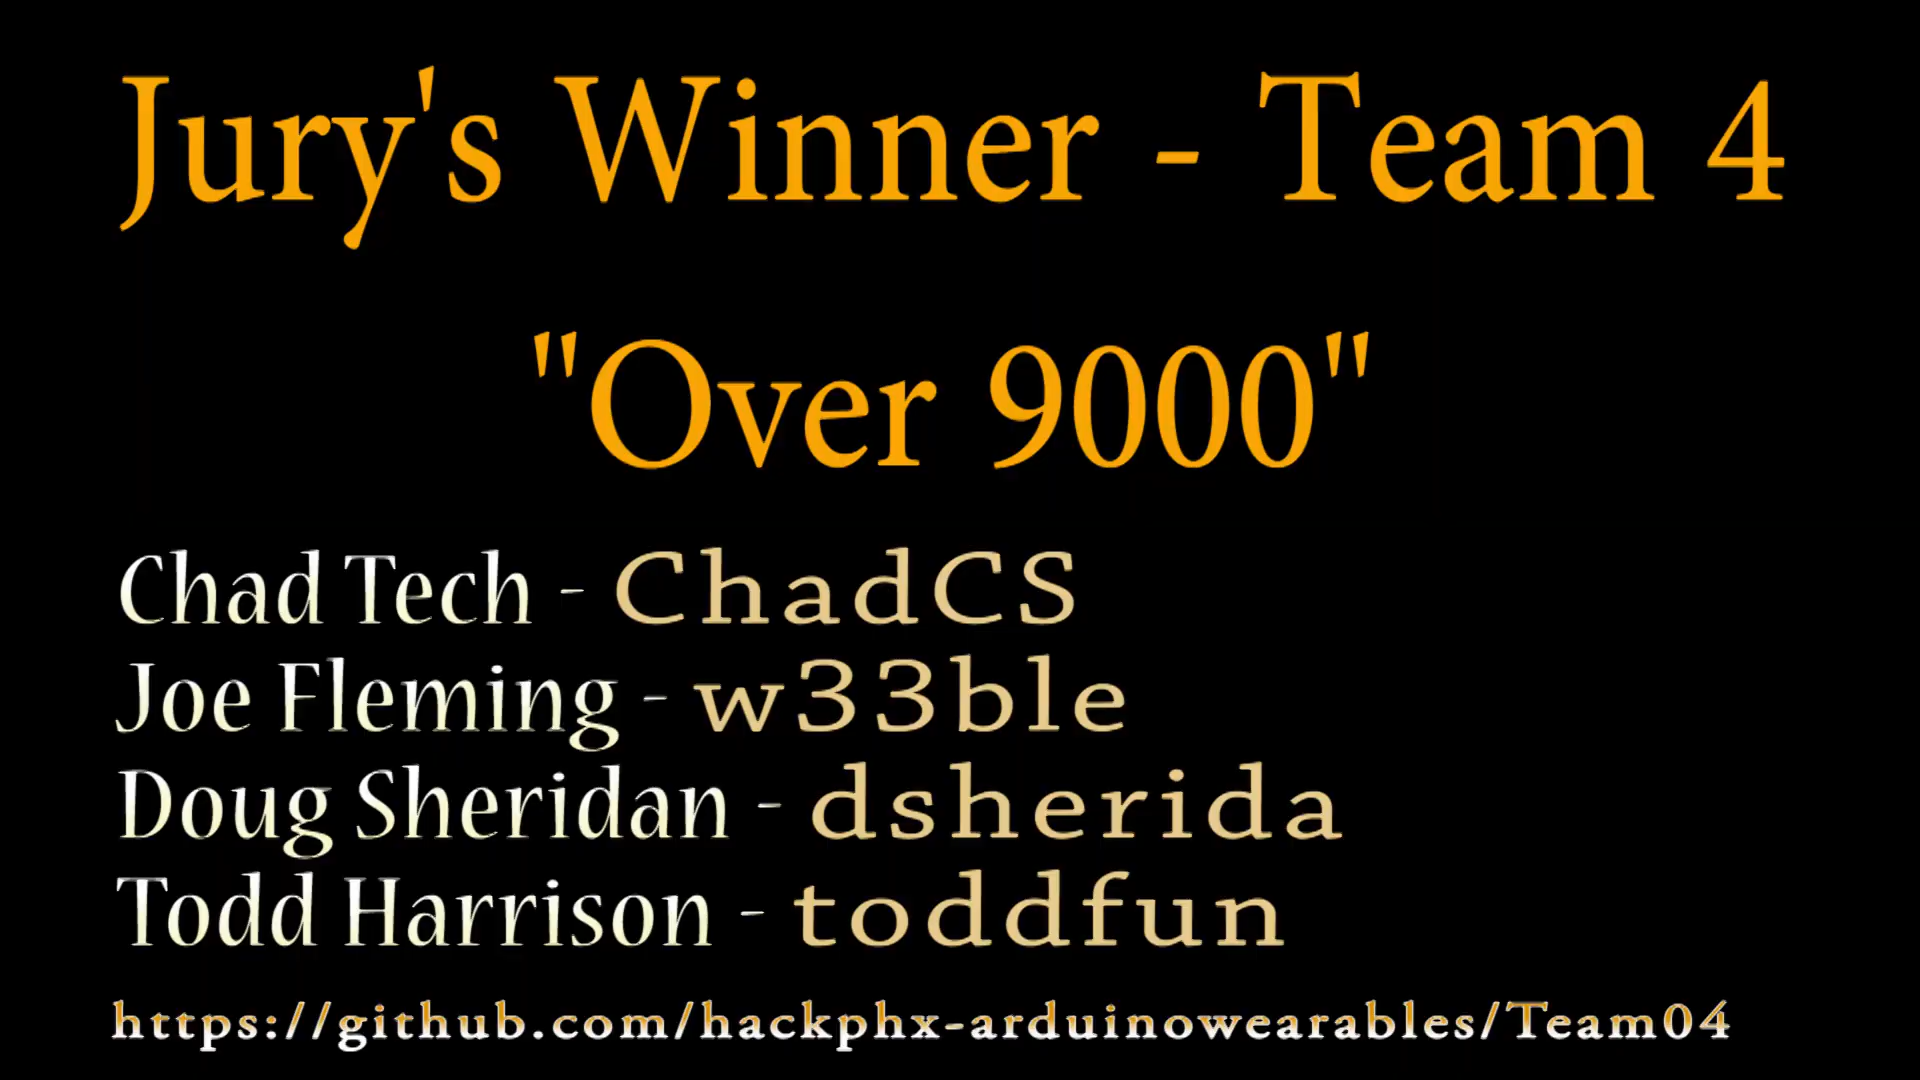 Jury's Winner - Team 4
"Over 9000"
Chad Tech - ChadCS
Joe Fleming - w33ble
Doug Sheridan - dsherida
Todd Harrison - toddfun
https://github.com/hackphx-arduinowearables/Team04